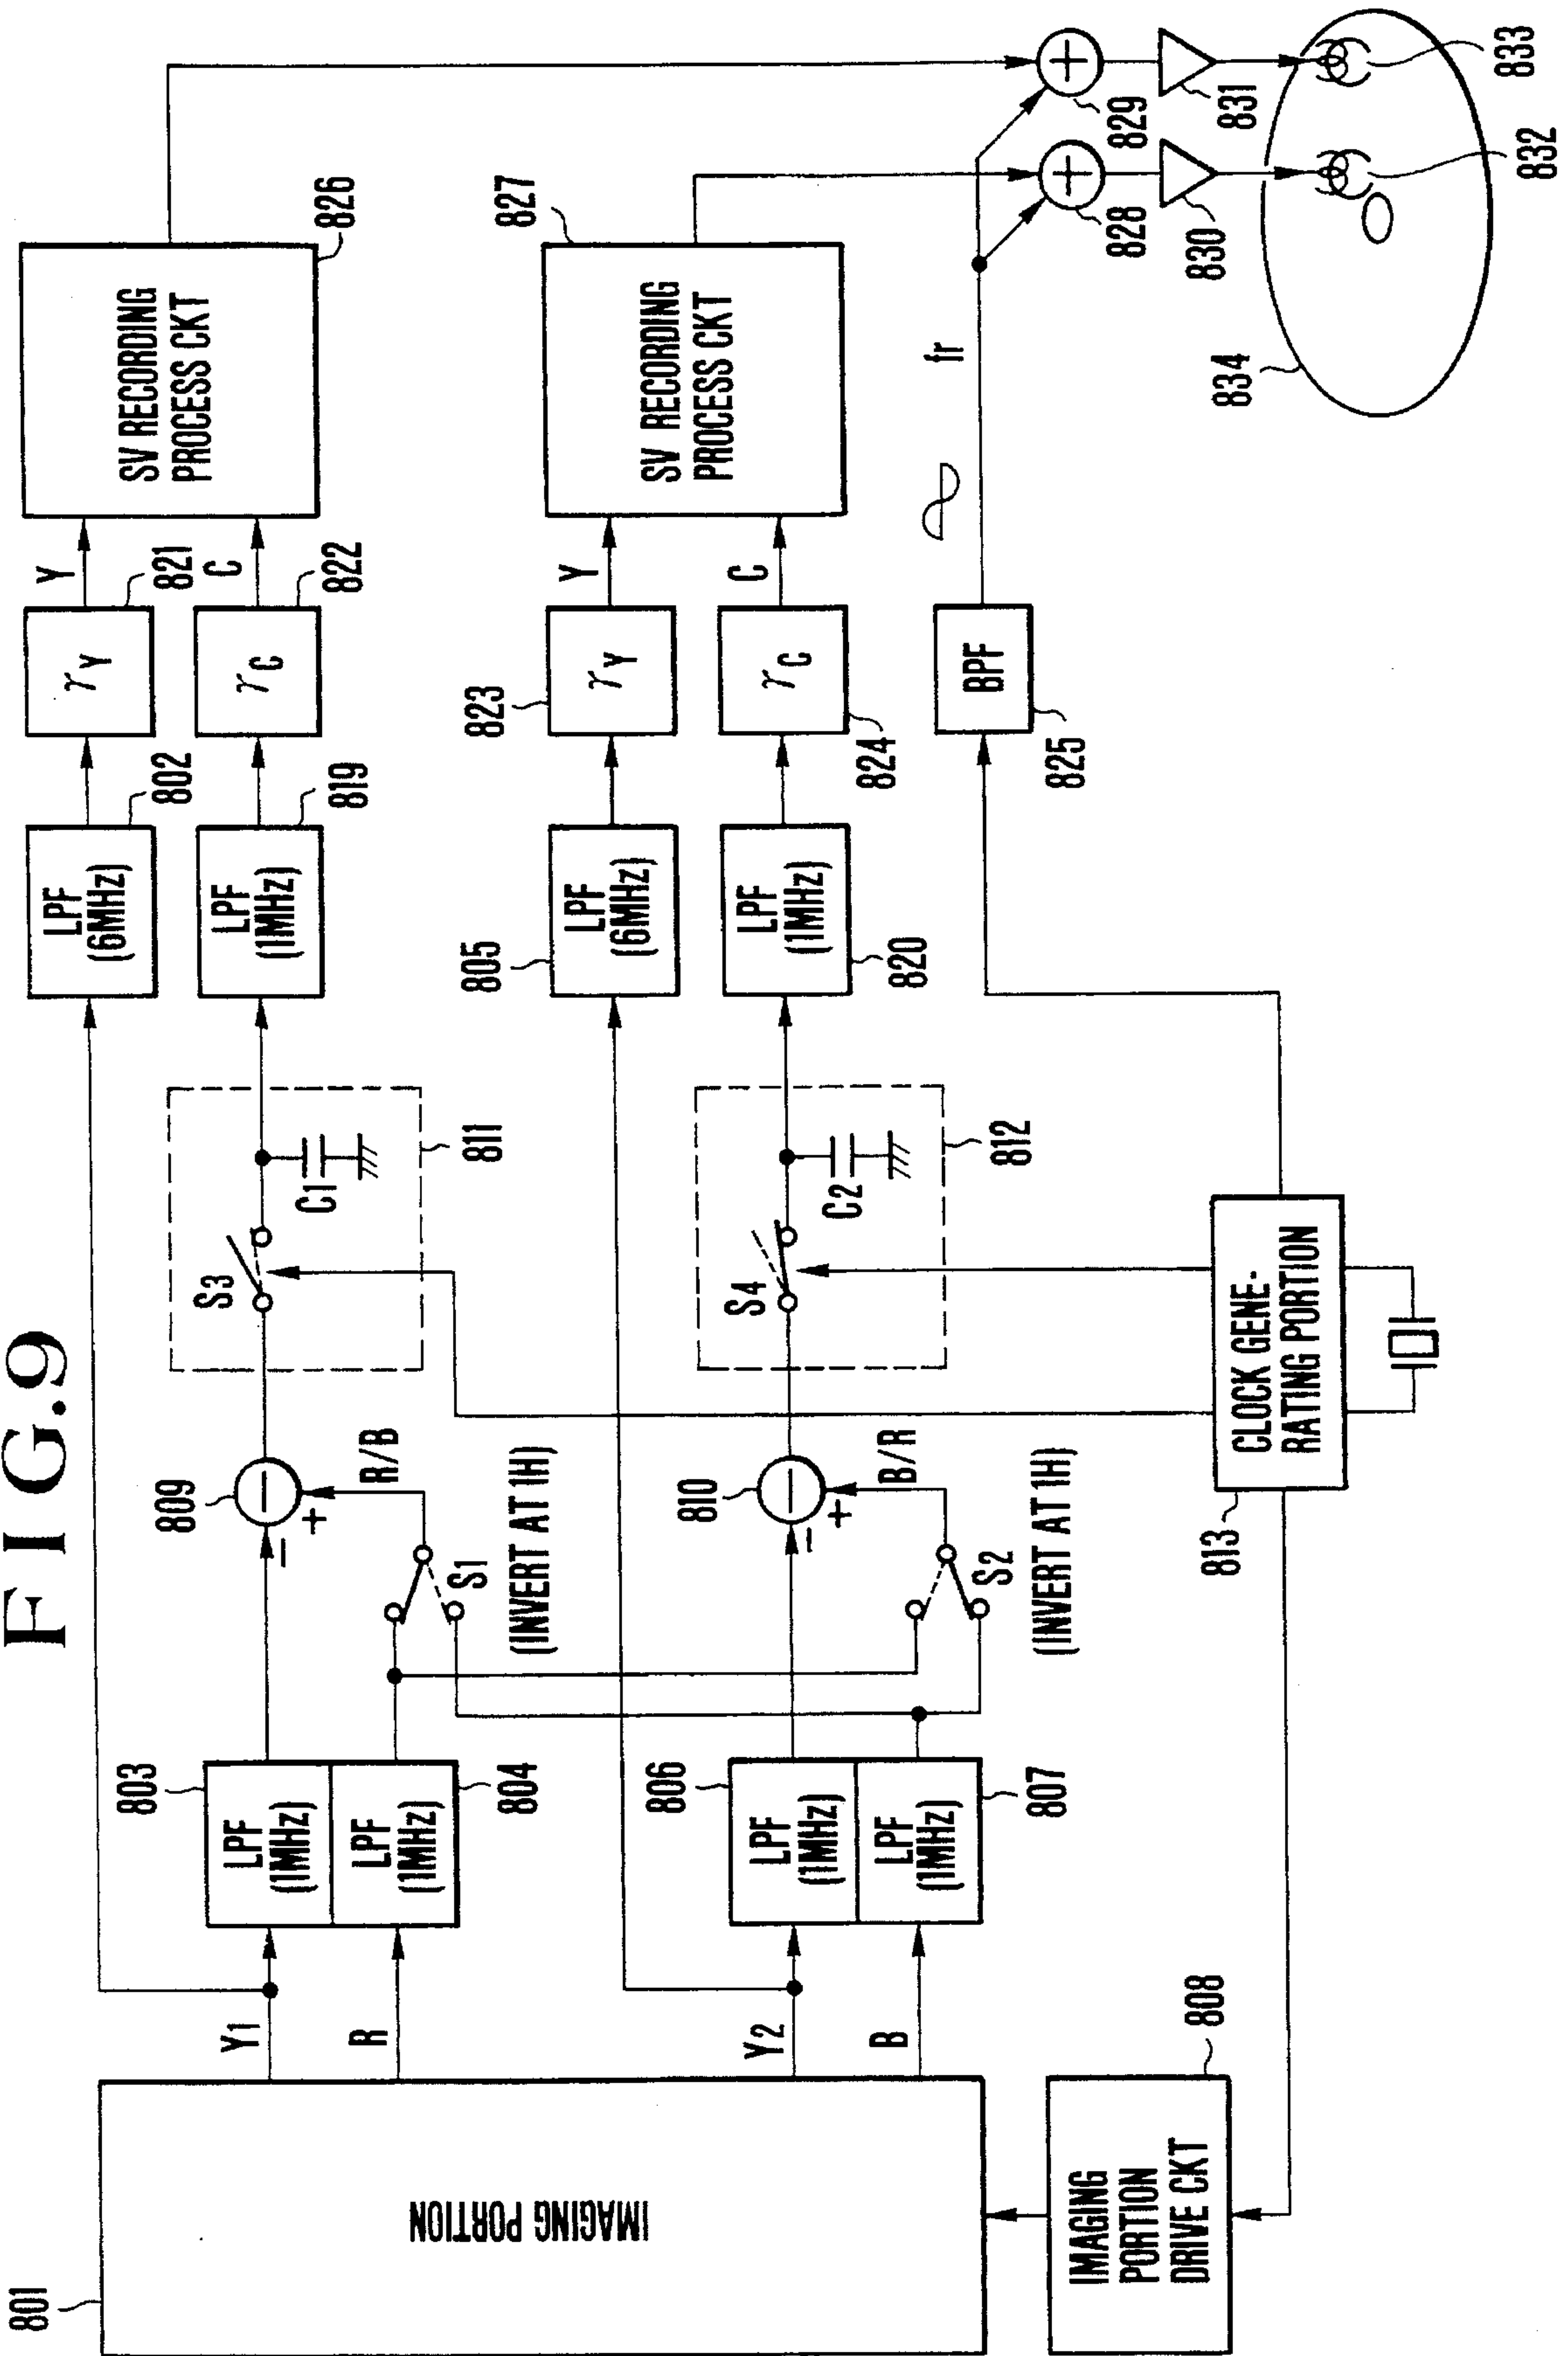 FIG.9
801
IMAGING PORTION
Y1
R
Y2
B
808
IMAGING
PORTION
DRIVE CKT
803
LPF
(1MHz)
LPF
(1MHz)
804
806
LPF
(1MHz)
LPF
(1MHz)
807
809
−
+
R/B
S1
(INVERT AT 1H)
810
−
+
B/R
S2
(INVERT AT 1H)
813
CLOCK GENE-
RATING PORTION
S3
C1
811
S4
C2
812
LPF
(6MHz)
802
LPF
(1MHz)
819
805
LPF
(6MHz)
LPF
(1MHz)
820
γY
821
γC
822
823
γY
γC
824
BPF
825
Y
C
Y
C
SV RECORDING
PROCESS CKT
826
827
SV RECORDING
PROCESS CKT
fr
829
828
831
830
833
832
834